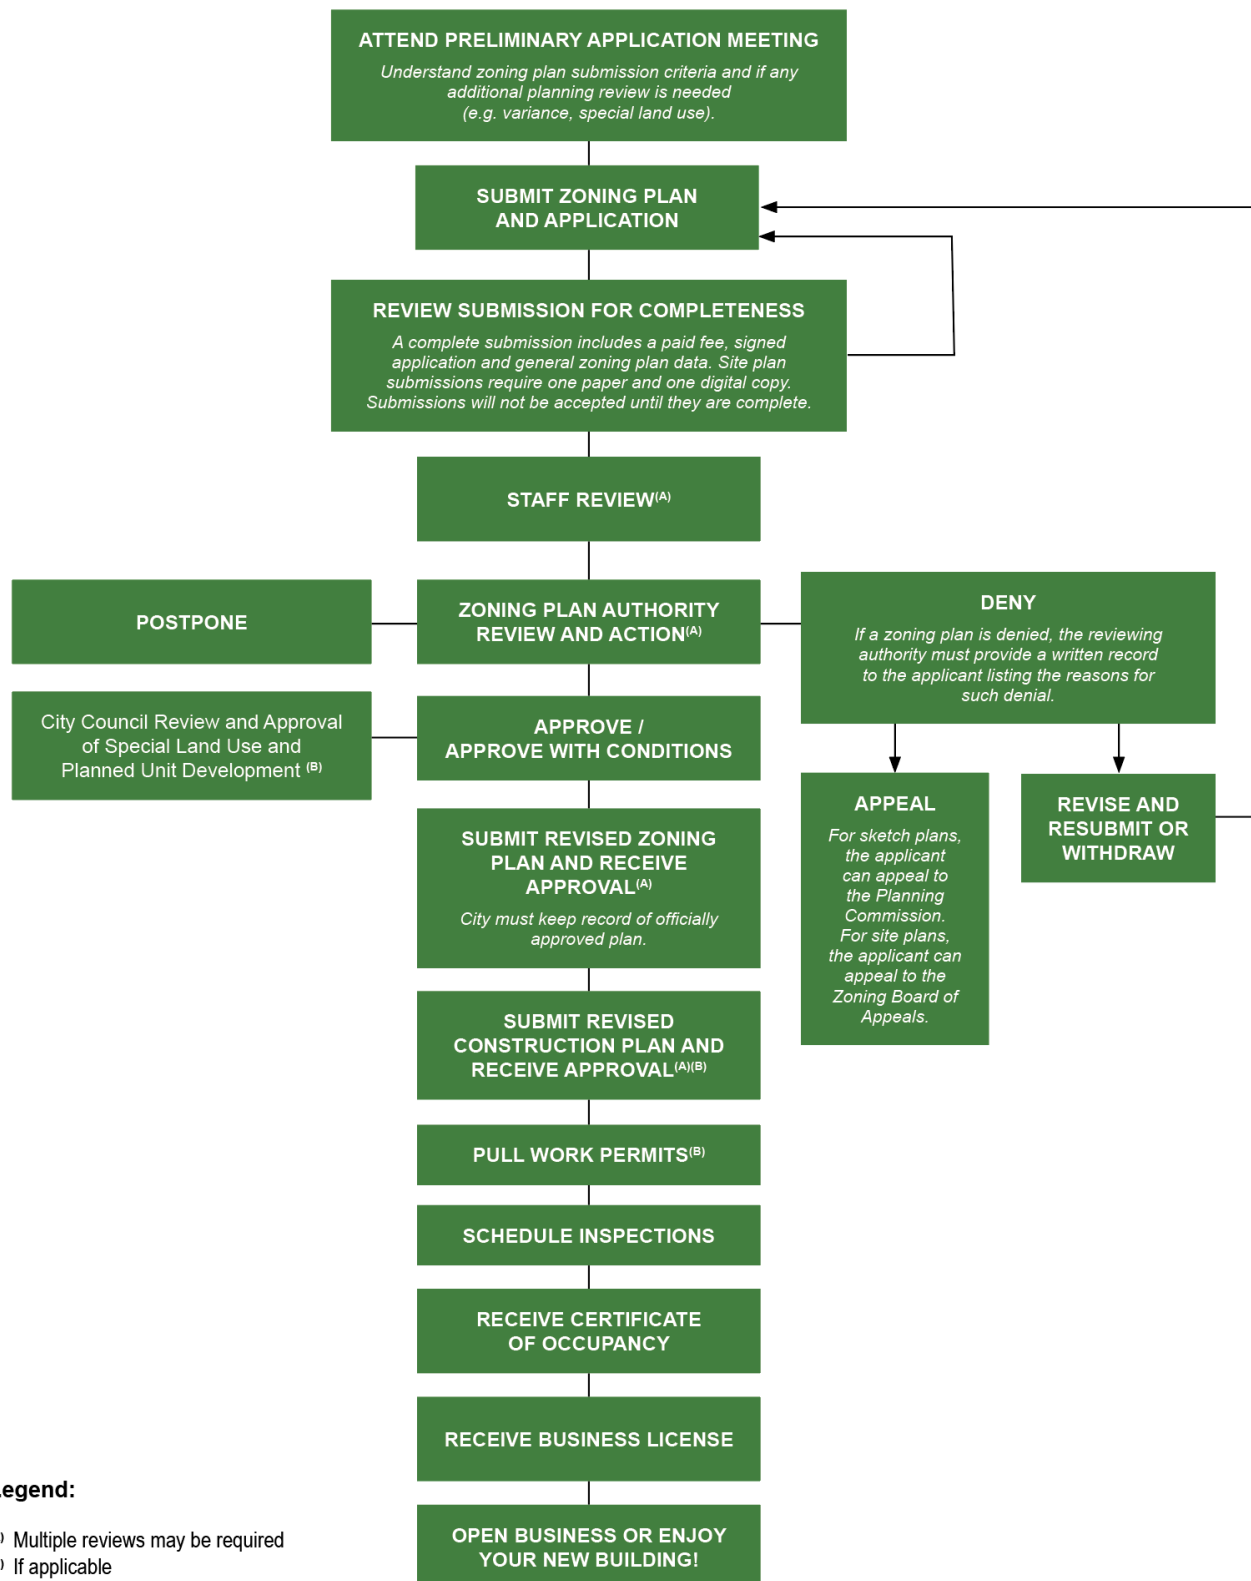 ATTEND PRELIMINARY APPLICATION MEETING
Understand zoning plan submission criteria and if any
additional planning review is needed
(e.g. variance, special land use).
SUBMIT ZONING PLAN
AND APPLICATION
REVIEW SUBMISSION FOR COMPLETENESS
A complete submission includes a paid fee, signed
application and general zoning plan data. Site plan
submissions require one paper and one digital copy.
Submissions will not be accepted until they are complete.
STAFF REVIEW(A)
POSTPONE
ZONING PLAN AUTHORITY
REVIEW AND ACTION(A)
DENY
If a zoning plan is denied, the reviewing
authority must provide a written record
to the applicant listing the reasons for
such denial.
City Council Review and Approval
of Special Land Use and
Planned Unit Development (B)
APPROVE /
APPROVE WITH CONDITIONS
APPEAL
For sketch plans,
the applicant
can appeal to
the Planning
Commission.
For site plans,
the applicant can
appeal to the
Zoning Board of
Appeals.
REVISE AND
RESUBMIT OR
WITHDRAW
SUBMIT REVISED ZONING
PLAN AND RECEIVE
APPROVAL(A)
City must keep record of officially
approved plan.
SUBMIT REVISED
CONSTRUCTION PLAN AND
RECEIVE APPROVAL(A)(B)
PULL WORK PERMITS(B)
SCHEDULE INSPECTIONS
RECEIVE CERTIFICATE
OF OCCUPANCY
RECEIVE BUSINESS LICENSE
OPEN BUSINESS OR ENJOY
YOUR NEW BUILDING!
egend:
) Multiple reviews may be required
) If applicable